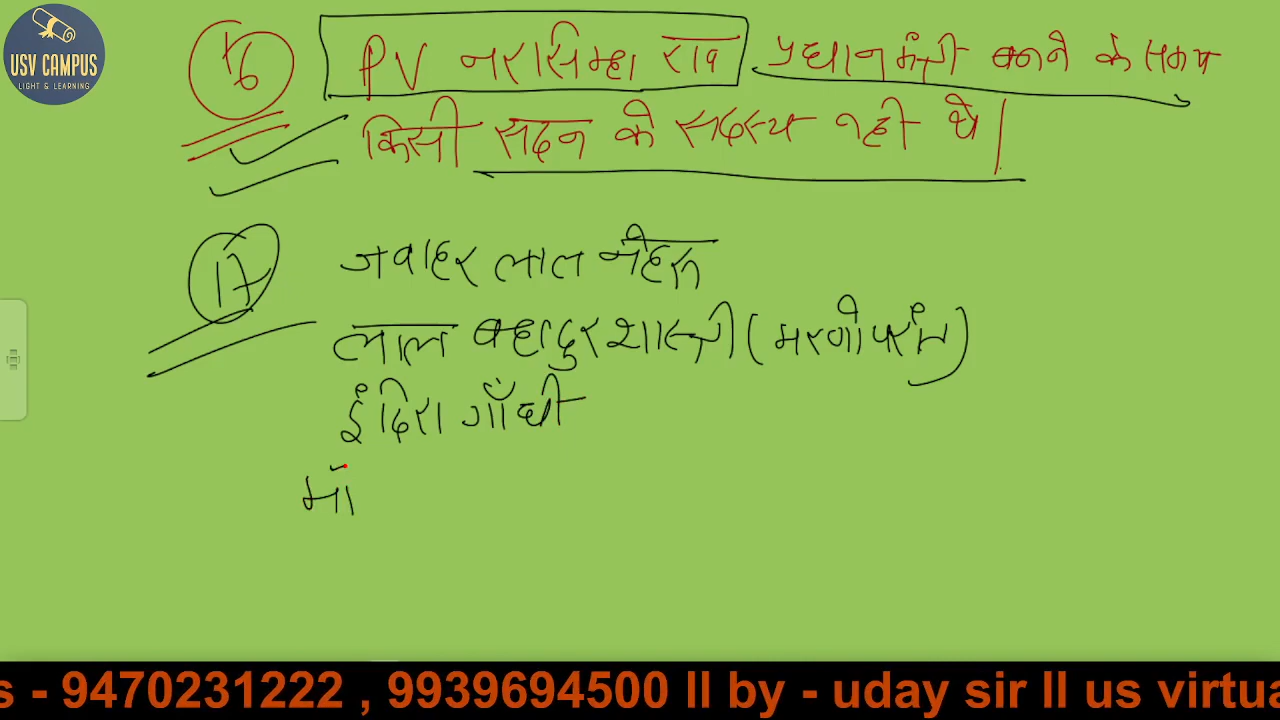 USV CAMPUS
LIGHT & LEARNING
16 PV नरसिम्हा राव प्रधानमंत्री बनने के समय
किसी सदन के सदस्य नही थे|
17 जवाहर लाल नेहरू
लाल बहादुर शास्त्री (मरणोपरांत)
इंदिरा गाँधी
माॅ
s - 9470231222 , 9939694500 ll by - uday sir ll us virtua